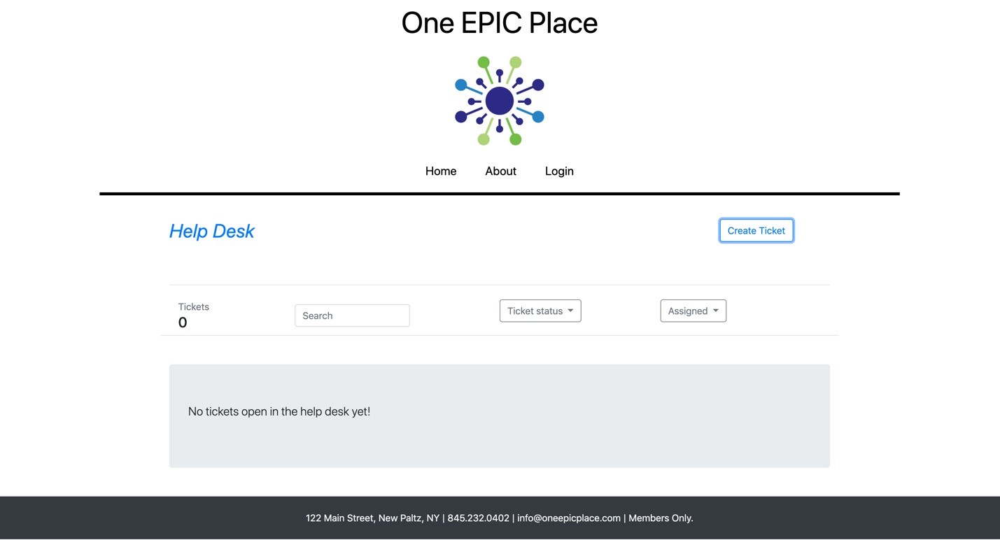 One EPIC Place
Home About Login
Help Desk
Create Ticket
Tickets
0
Search
Ticket status
Assigned
No tickets open in the help desk yet!
122 Main Street, New Paltz, NY | 845.232.0402 | info@oneepicplace.com | Members Only.